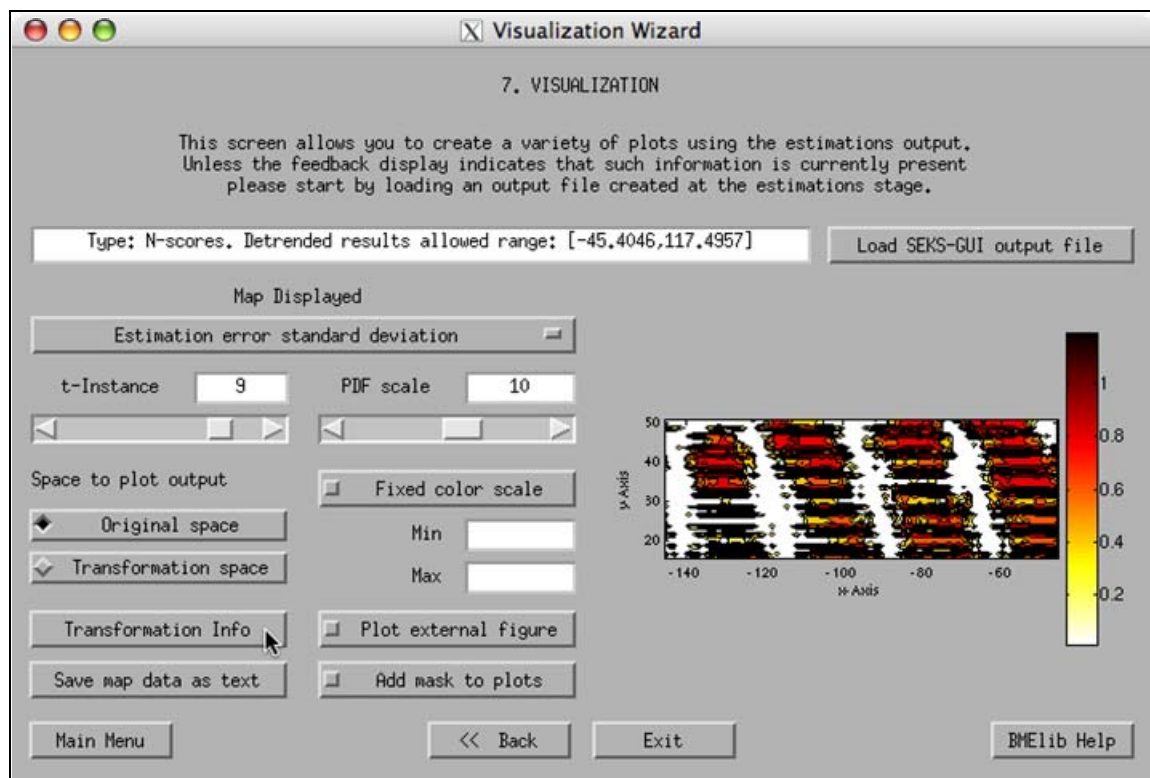 X Visualization Wizard
7. VISUALIZATION
This screen allows you to create a variety of plots using the estimations output.
Unless the feedback display indicates that such information is currently present
please start by loading an output file created at the estimations stage.
Type: N-scores. Detrended results allowed range: [-45.4046,117.4957]
Load SEKS-GUI output file
Map Displayed
Estimation error standard deviation
t-Instance 9 PDF scale 10
Space to plot output
Original space
Transformation space
Fixed color scale
Min
Max
Transformation Info
Plot external figure
Save map data as text
Add mask to plots
50
40
30
20
y-Axis
-140 -120 -100 -80 -60
x-Axis
1
0.8
0.6
0.4
0.2
Main Menu
<< Back
Exit
BMElib Help